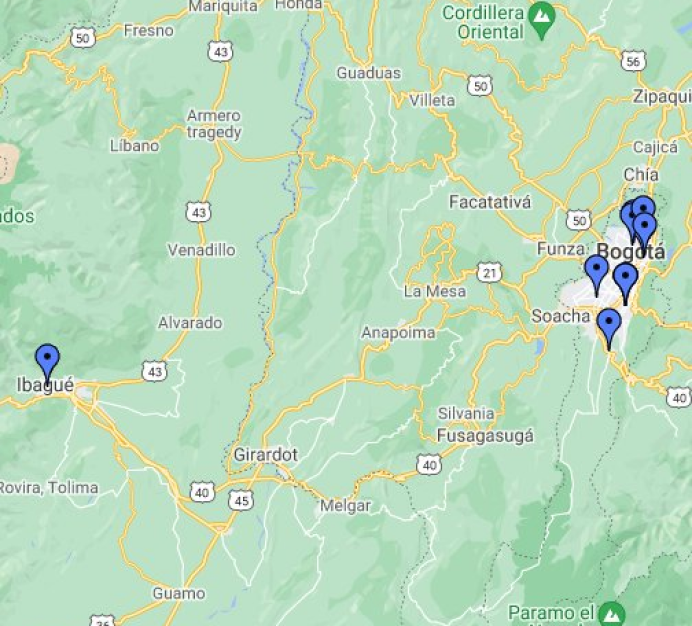 Mariquita
Honda
Cordillera
Oriental
50
Fresno
43
56
Guaduas
50
Villeta
Zipaqui
Armero
tragedy
Líbano
Cajicá
Chía
43
Facatativá
50
ados
Venadillo
Funza
Bogotá
21
La Mesa
Alvarado
Soacha
Anapoima
43
Ibagué
40
Silvania
Fusagasugá
Girardot
40
Rovira, Tolima
40
45
Melgar
Guamo
36
Paramo el